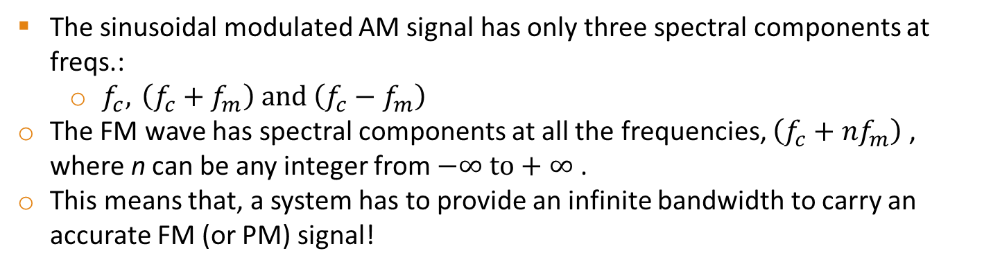 ▪ The sinusoidal modulated AM signal has only three spectral components at
freqs.:
○ f_c, (f_c + f_m) and (f_c − f_m)
○ The FM wave has spectral components at all the frequencies, (f_c + nf_m) ,
where n can be any integer from −∞ to + ∞ .
○ This means that, a system has to provide an infinite bandwidth to carry an
accurate FM (or PM) signal!